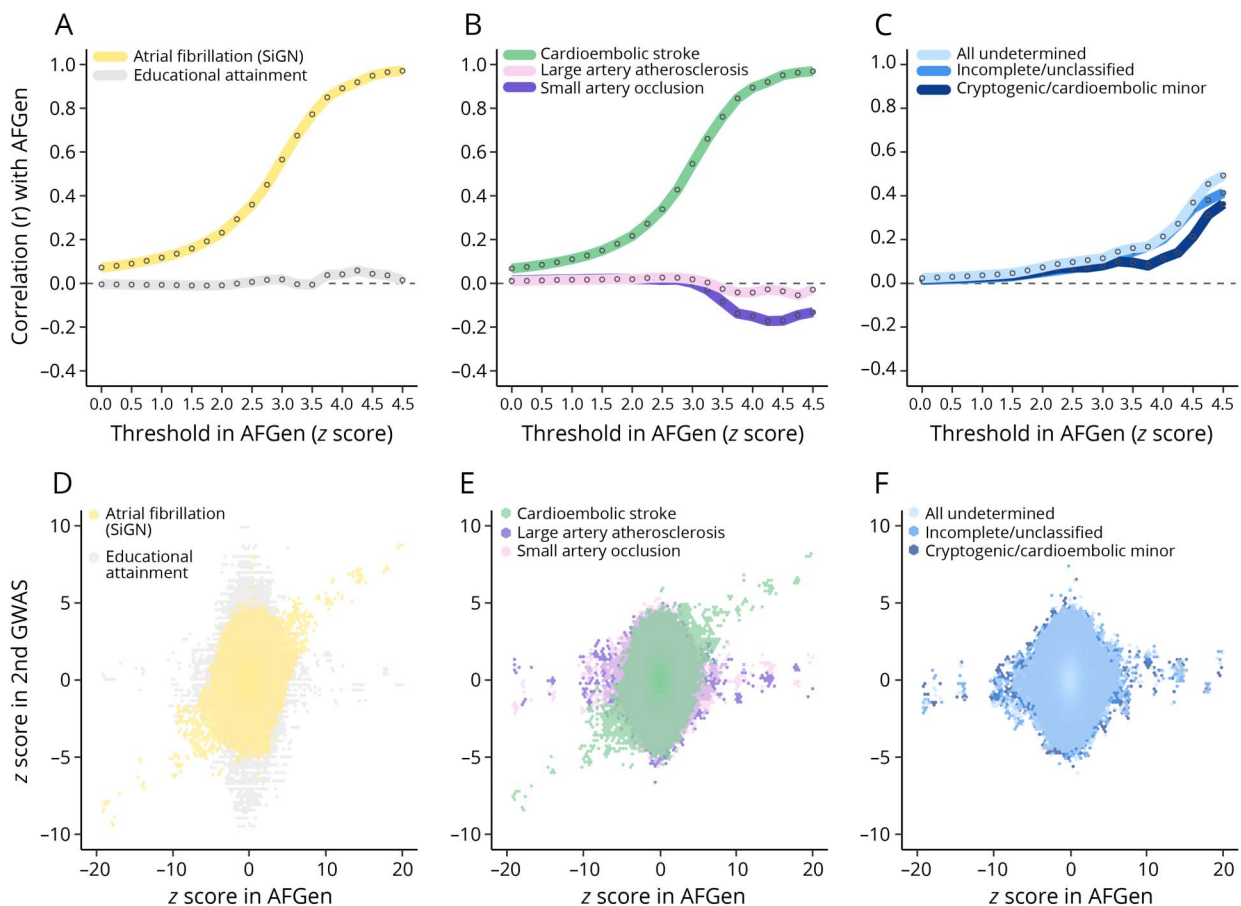 A
Atrial fibrillation (SiGN)
Educational attainment
1.0
0.8
0.6
0.4
0.2
0.0
−0.2
−0.4
Correlation (r) with AFGen
0.0 0.5 1.0 1.5 2.0 2.5 3.0 3.5 4.5 4.5
Threshold in AFGen (z score)
B
Cardioembolic stroke
Large artery atherosclerosis
Small artery occlusion
1.0
0.8
0.6
0.4
0.2
0.0
−0.2
−0.4
0.0 0.5 1.0 1.5 2.0 2.5 3.0 3.5 4.5 4.5
Threshold in AFGen (z score)
C
All undetermined
Incomplete/unclassified
Cryptogenic/cardioembolic minor
1.0
0.8
0.6
0.4
0.2
0.0
−0.2
−0.4
0.0 0.5 1.0 1.5 2.0 2.5 3.0 3.5 4.5 4.5
Threshold in AFGen (z score)
D
Atrial fibrillation
(SiGN)
Educational
attainment
10
5
0
−5
−10
z score in 2nd GWAS
−20 −10 0 10 20
z score in AFGen
E
Cardioembolic stroke
Large artery atherosclerosis
Small artery occlusion
10
5
0
−5
−10
−20 −10 0 10 20
z score in AFGen
F
All undetermined
Incomplete/unclassified
Cryptogenic/cardioembolic minor
10
5
0
−5
−10
−20 −10 0 10 20
z score in AFGen